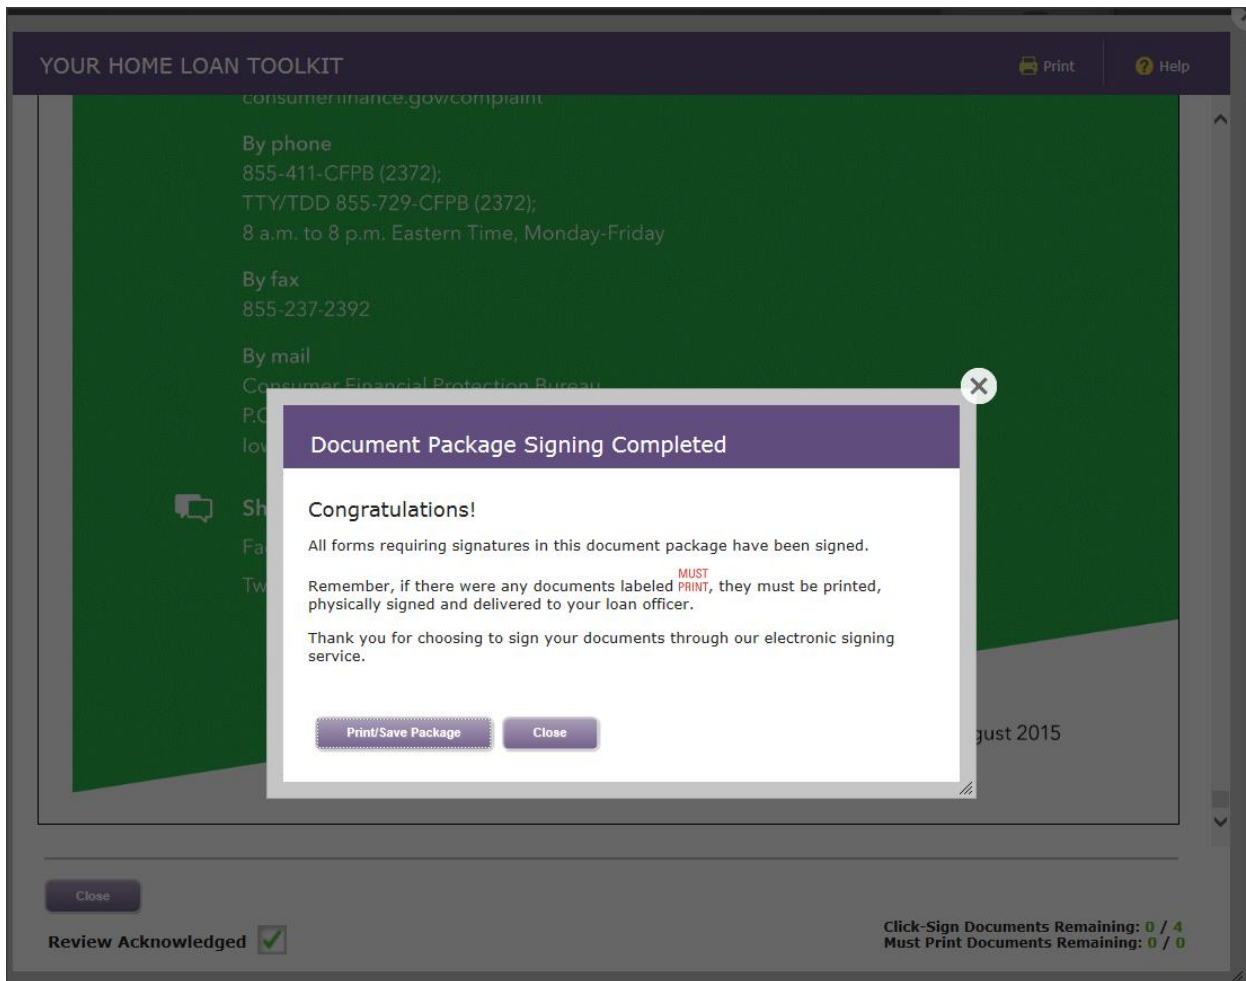 YOUR HOME LOAN TOOLKIT
Print
Help
consumerfinance.gov/complaint
By phone
855-411-CFPB (2372);
TTY/TDD 855-729-CFPB (2372);
8 a.m. to 8 p.m. Eastern Time, Monday-Friday
By fax
855-237-2392
By mail
Consumer Financial Protection Bureau
Document Package Signing Completed
Congratulations!
All forms requiring signatures in this document package have been signed.
Remember, if there were any documents labeled MUST PRINT, they must be printed,
physically signed and delivered to your loan officer.
Thank you for choosing to sign your documents through our electronic signing
service.
Print/Save Package
Close
gust 2015
Close
Review Acknowledged
Click-Sign Documents Remaining: 0 / 4
Must Print Documents Remaining: 0 / 0